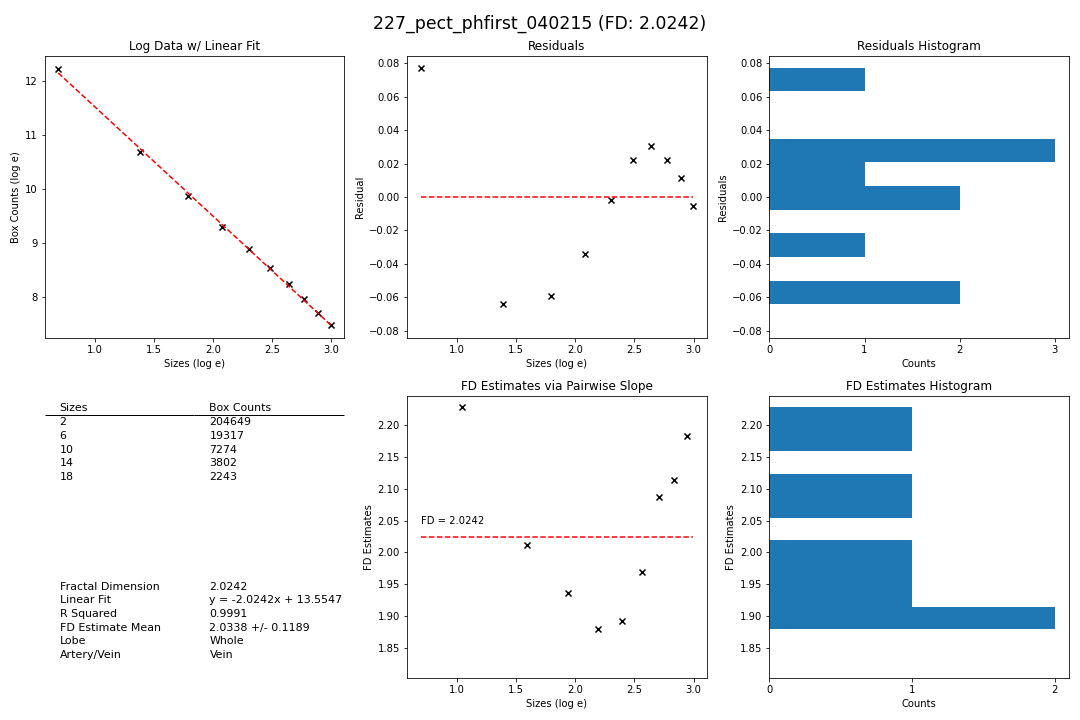 227_pect_phfirst_040215 (FD: 2.0242)
Log Data w/ Linear Fit
12
11
10
9
8
Box Counts (log e)
1.0 1.5 2.0 2.5 3.0
Sizes (log e)
Residuals
0.08
0.06
0.04
0.02
0.00
−0.02
−0.04
−0.06
−0.08
Residual
1.0 1.5 2.0 2.5 3.0
Sizes (log e)
Residuals Histogram
0.08
0.06
0.04
0.02
0.00
−0.02
−0.04
−0.06
−0.08
Residuals
0 1 2 3
Counts
Sizes Box Counts
2 204649
6 19317
10 7274
14 3802
18 2243
Fractal Dimension 2.0242
Linear Fit y = -2.0242x + 13.5547
R Squared 0.9991
FD Estimate Mean 2.0338 +/- 0.1189
Lobe Whole
Artery/Vein Vein
FD Estimates via Pairwise Slope
2.20
2.15
2.10
2.05
2.00
1.95
1.90
1.85
FD Estimates
FD = 2.0242
1.0 1.5 2.0 2.5 3.0
Sizes (log e)
FD Estimates Histogram
2.20
2.15
2.10
2.05
2.00
1.95
1.90
1.85
FD Estimates
0 1 2
Counts